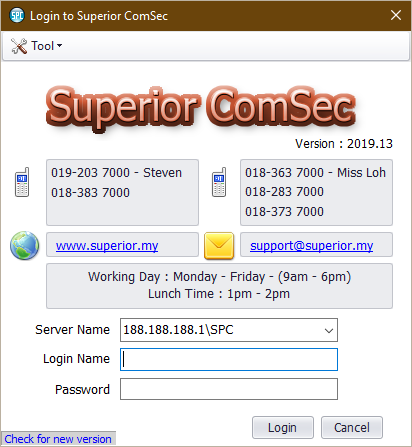 SPC Login to Superior ComSec
Tool
Superior ComSec
Version : 2019.13
019-203 7000 - Steven
018-383 7000
018-363 7000 - Miss Loh
018-283 7000
018-373 7000
www.superior.my
support@superior.my
Working Day : Monday - Friday - (9am - 6pm)
Lunch Time : 1pm - 2pm
Server Name
188.188.188.1\SPC
Login Name
Password
Login
Cancel
Check for new version